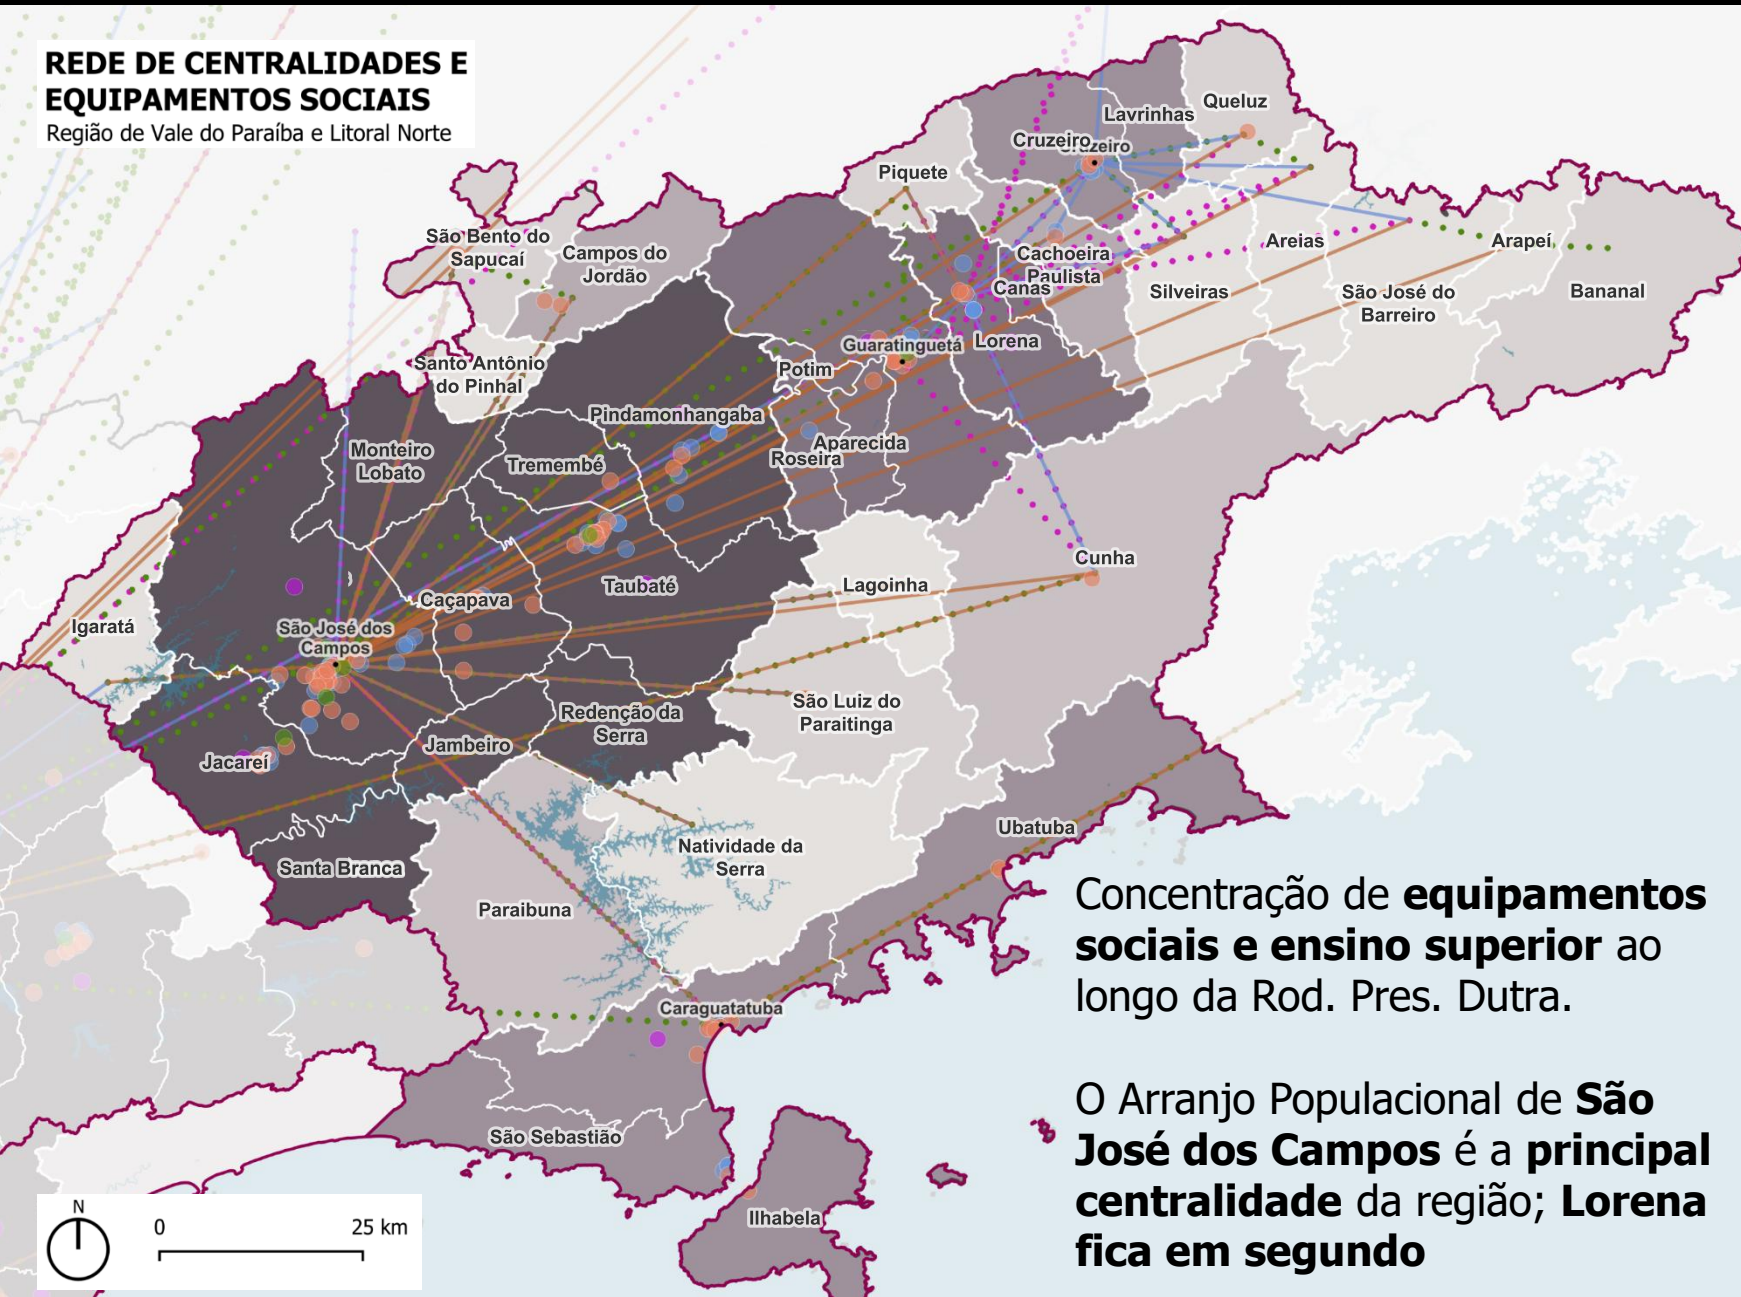 REDE DE CENTRALIDADES E
EQUIPAMENTOS SOCIAIS
Região de Vale do Paraíba e Litoral Norte
Queluz
Lavrinhas
Cruzeiro
Cruzeiro
Piquete
São Bento do
Sapucaí
Campos do
Jordão
Cachoeira
Paulista
Canas
Areias
Arapeí
Silveiras
São José do
Barreiro
Bananal
Santo Antônio
do Pinhal
Guaratinguetá
Lorena
Potim
Pindamonhangaba
Monteiro
Lobato
Tremembé
Aparecida
Roseira
Cunha
Lagoinha
Taubaté
Caçapava
Igaratá
São José dos
Campos
São Luiz do
Paraitinga
Redenção da
Serra
Jambeiro
Jacareí
Ubatuba
Natividade da
Serra
Santa Branca
Paraibuna
Caraguatatuba
São Sebastião
Ilhabela
Concentração de equipamentos
sociais e ensino superior ao
longo da Rod. Pres. Dutra.
O Arranjo Populacional de São
José dos Campos é a principal
centralidade da região; Lorena
fica em segundo
N
0 25 km